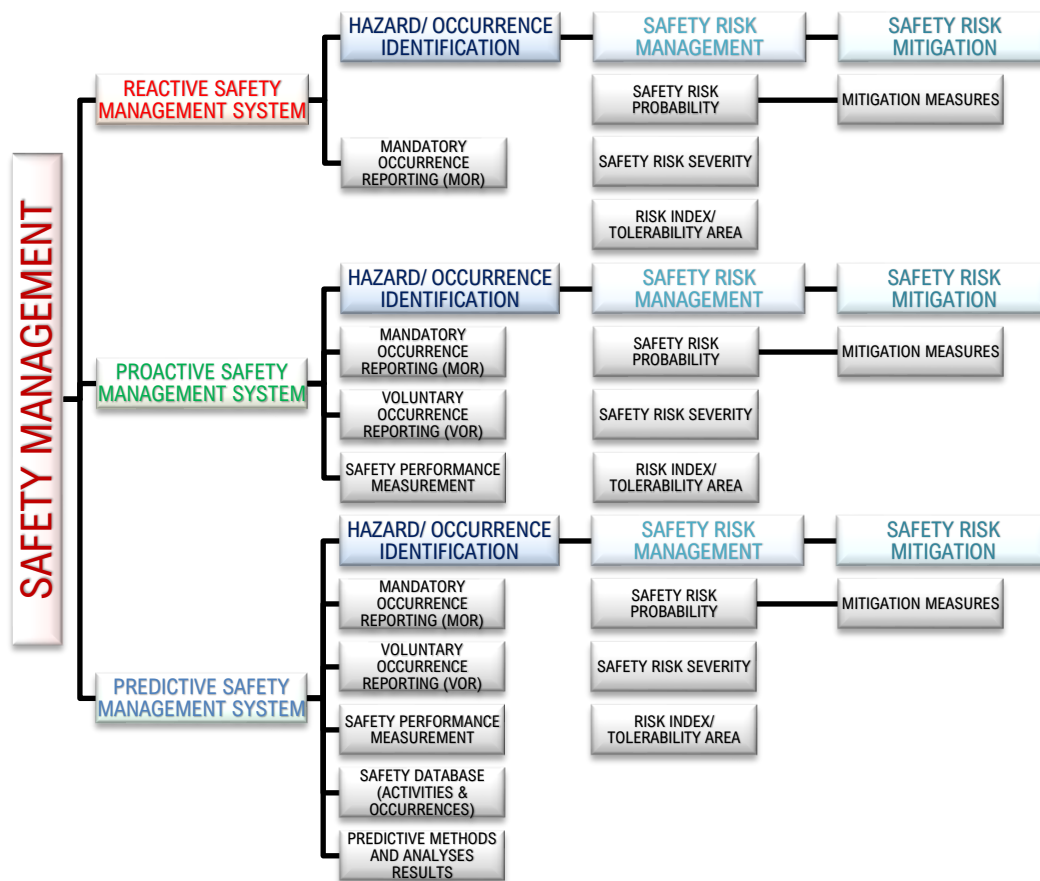 SAFETY MANAGEMENT
REACTIVE SAFETY
MANAGEMENT SYSTEM
HAZARD/ OCCURRENCE
IDENTIFICATION
SAFETY RISK
MANAGEMENT
SAFETY RISK
MITIGATION
MANDATORY
OCCURRENCE
REPORTING (MOR)
SAFETY RISK
PROBABILITY
MITIGATION MEASURES
SAFETY RISK SEVERITY
RISK INDEX/
TOLERABILITY AREA
PROACTIVE SAFETY
MANAGEMENT SYSTEM
HAZARD/ OCCURRENCE
IDENTIFICATION
SAFETY RISK
MANAGEMENT
SAFETY RISK
MITIGATION
MANDATORY
OCCURRENCE
REPORTING (MOR)
SAFETY RISK
PROBABILITY
MITIGATION MEASURES
VOLUNTARY
OCCURRENCE
REPORTING (VOR)
SAFETY RISK SEVERITY
SAFETY PERFORMANCE
MEASUREMENT
RISK INDEX/
TOLERABILITY AREA
PREDICTIVE SAFETY
MANAGEMENT SYSTEM
HAZARD/ OCCURRENCE
IDENTIFICATION
SAFETY RISK
MANAGEMENT
SAFETY RISK
MITIGATION
MANDATORY
OCCURRENCE
REPORTING (MOR)
SAFETY RISK
PROBABILITY
MITIGATION MEASURES
VOLUNTARY
OCCURRENCE
REPORTING (VOR)
SAFETY RISK SEVERITY
SAFETY PERFORMANCE
MEASUREMENT
RISK INDEX/
TOLERABILITY AREA
SAFETY DATABASE
(ACTIVITIES &
OCCURRENCES)
PREDICTIVE METHODS
AND ANALYSES
RESULTS